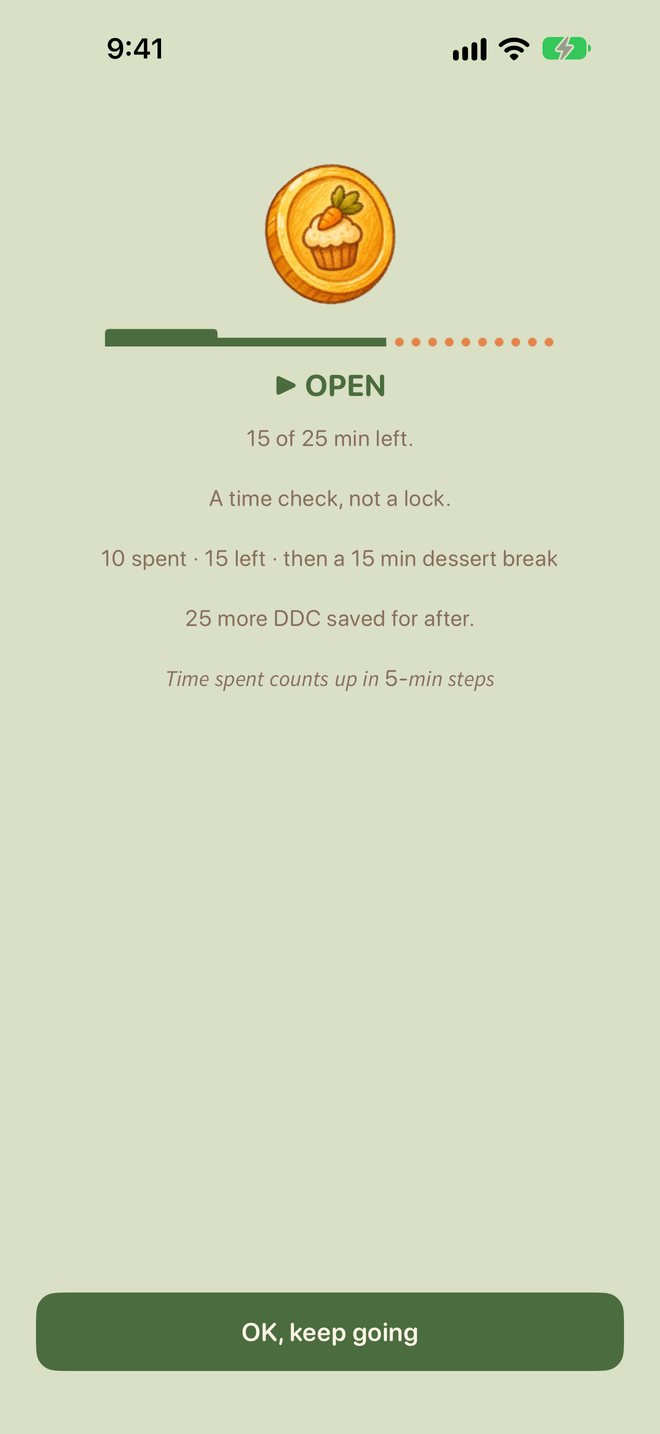 9:41
OPEN
15 of 25 min left.
A time check, not a lock.
10 spent · 15 left · then a 15 min dessert break
25 more DDC saved for after.
Time spent counts up in 5-min steps
OK, keep going